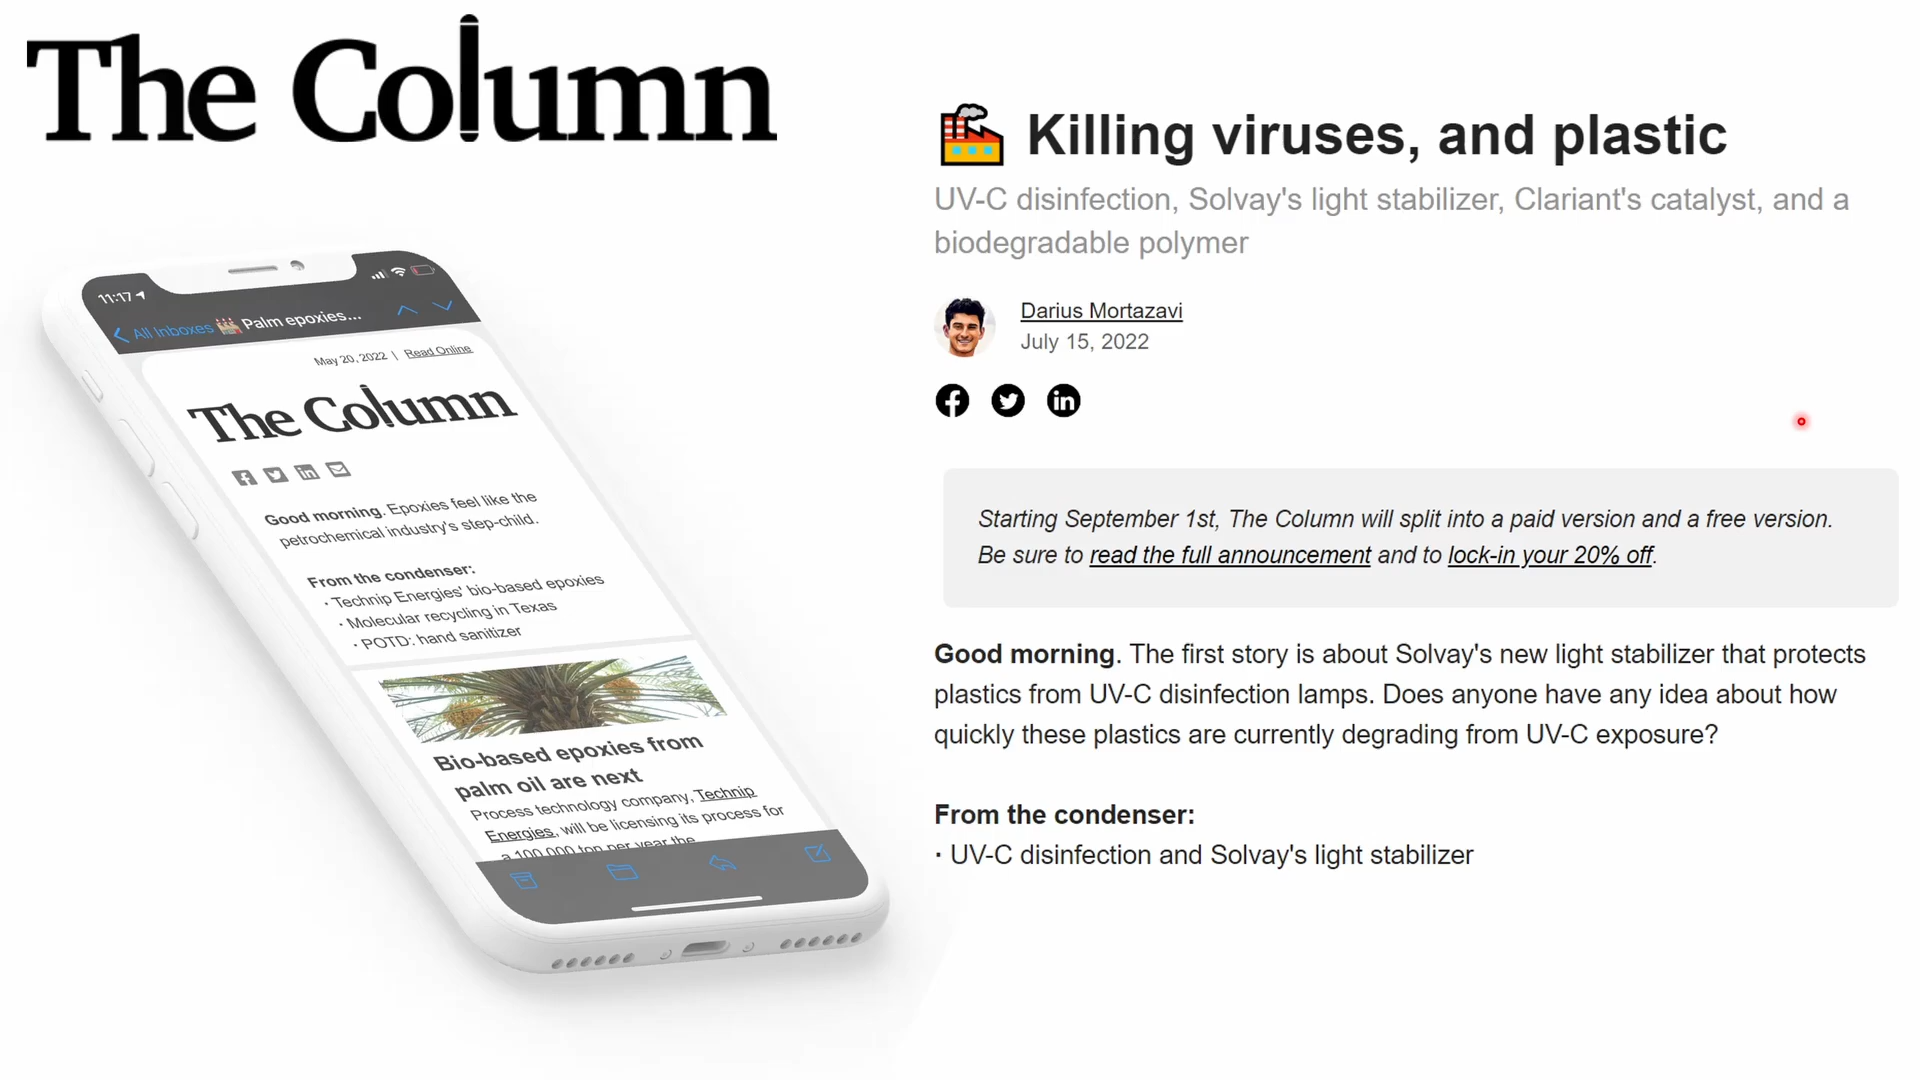 The Column
11:17
All Inboxes Palm epoxies...
May 20, 2022 | Read Online
The Column
Good morning. Epoxies feel like the
petrochemical industry's step-child.
From the condenser:
· Technip Energies' bio-based epoxies
· Molecular recycling in Texas
· POTD: hand sanitizer
Bio-based epoxies from
palm oil are next
Process technology company, Technip
Energies, will be licensing its process for
a 100,000 ton per year the
Killing viruses, and plastic
UV-C disinfection, Solvay's light stabilizer, Clariant's catalyst, and a
biodegradable polymer
Darius Mortazavi
July 15, 2022
Starting September 1st, The Column will split into a paid version and a free version.
Be sure to read the full announcement and to lock-in your 20% off.
Good morning. The first story is about Solvay's new light stabilizer that protects
plastics from UV-C disinfection lamps. Does anyone have any idea about how
quickly these plastics are currently degrading from UV-C exposure?
From the condenser:
· UV-C disinfection and Solvay's light stabilizer